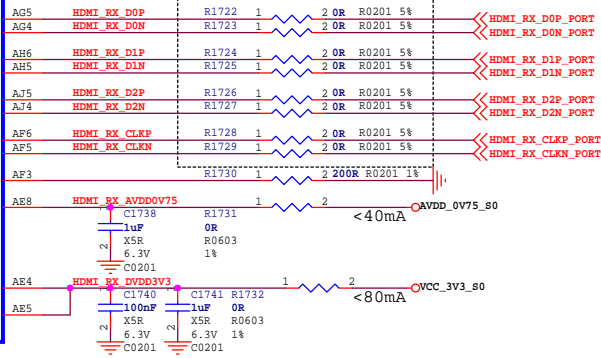 AG5 HDMI_RX_D0P R1722 1 2 0R R0201 5% HDMI_RX_D0P_PORT
AG4 HDMI_RX_D0N R1723 1 2 0R R0201 5% HDMI_RX_D0N_PORT
AH6 HDMI_RX_D1P R1724 1 2 0R R0201 5% HDMI_RX_D1P_PORT
AH5 HDMI_RX_D1N R1725 1 2 0R R0201 5% HDMI_RX_D1N_PORT
AJ5 HDMI_RX_D2P R1726 1 2 0R R0201 5% HDMI_RX_D2P_PORT
AJ4 HDMI_RX_D2N R1727 1 2 0R R0201 5% HDMI_RX_D2N_PORT
AF6 HDMI_RX_CLKP R1728 1 2 0R R0201 5% HDMI_RX_CLKP_PORT
AF5 HDMI_RX_CLKN R1729 1 2 0R R0201 5% HDMI_RX_CLKN_PORT
AF3 R1730 1 2 200R R0201 1%
AE8 HDMI_RX_AVDD0V75 1 2 AVDD_0V75_S0
C1738 R1731 <40mA
1uF 0R
X5R R0603
2 6.3V 1%
C0201
AE4 HDMI_RX_DVDD3V3 1 2 VCC_3V3_S0
C1740 C1741 R1732 <80mA
AE5 100nF 1uF 0R
X5R X5R R0603
2 6.3V 2 6.3V 1%
C0201 C0201